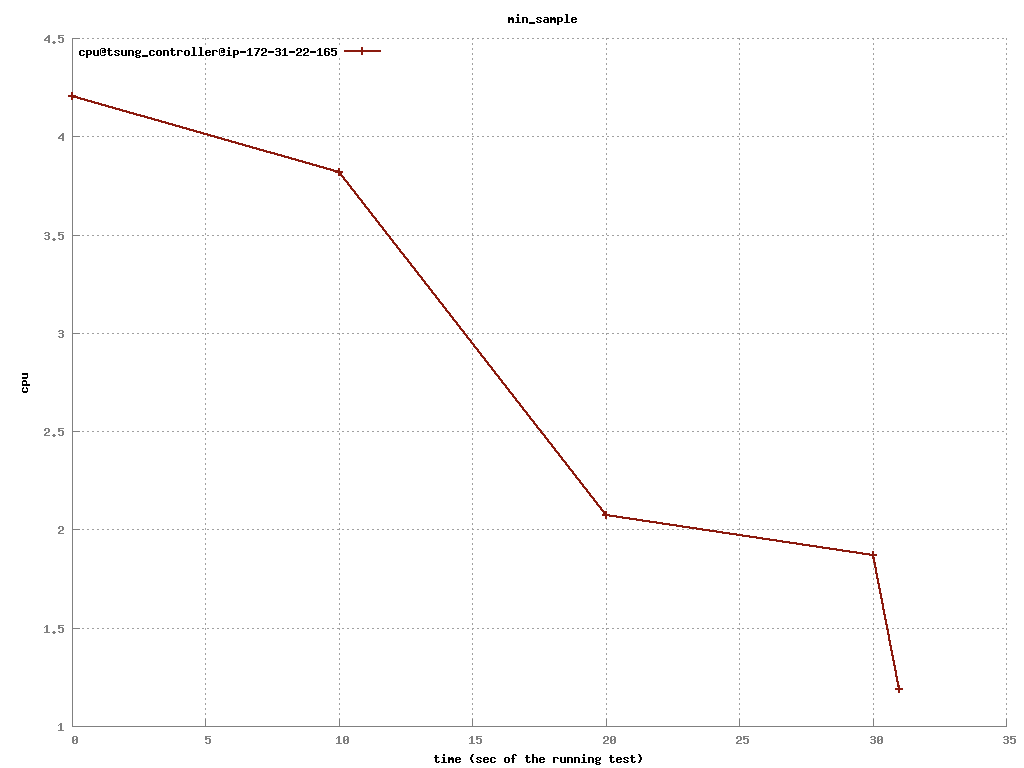 min_sample
cpu@tsung_controller@ip-172-31-22-165
4.5
4
3.5
3
2.5
2
1.5
1
cpu
0 5 10 15 20 25 30 35
time (sec of the running test)